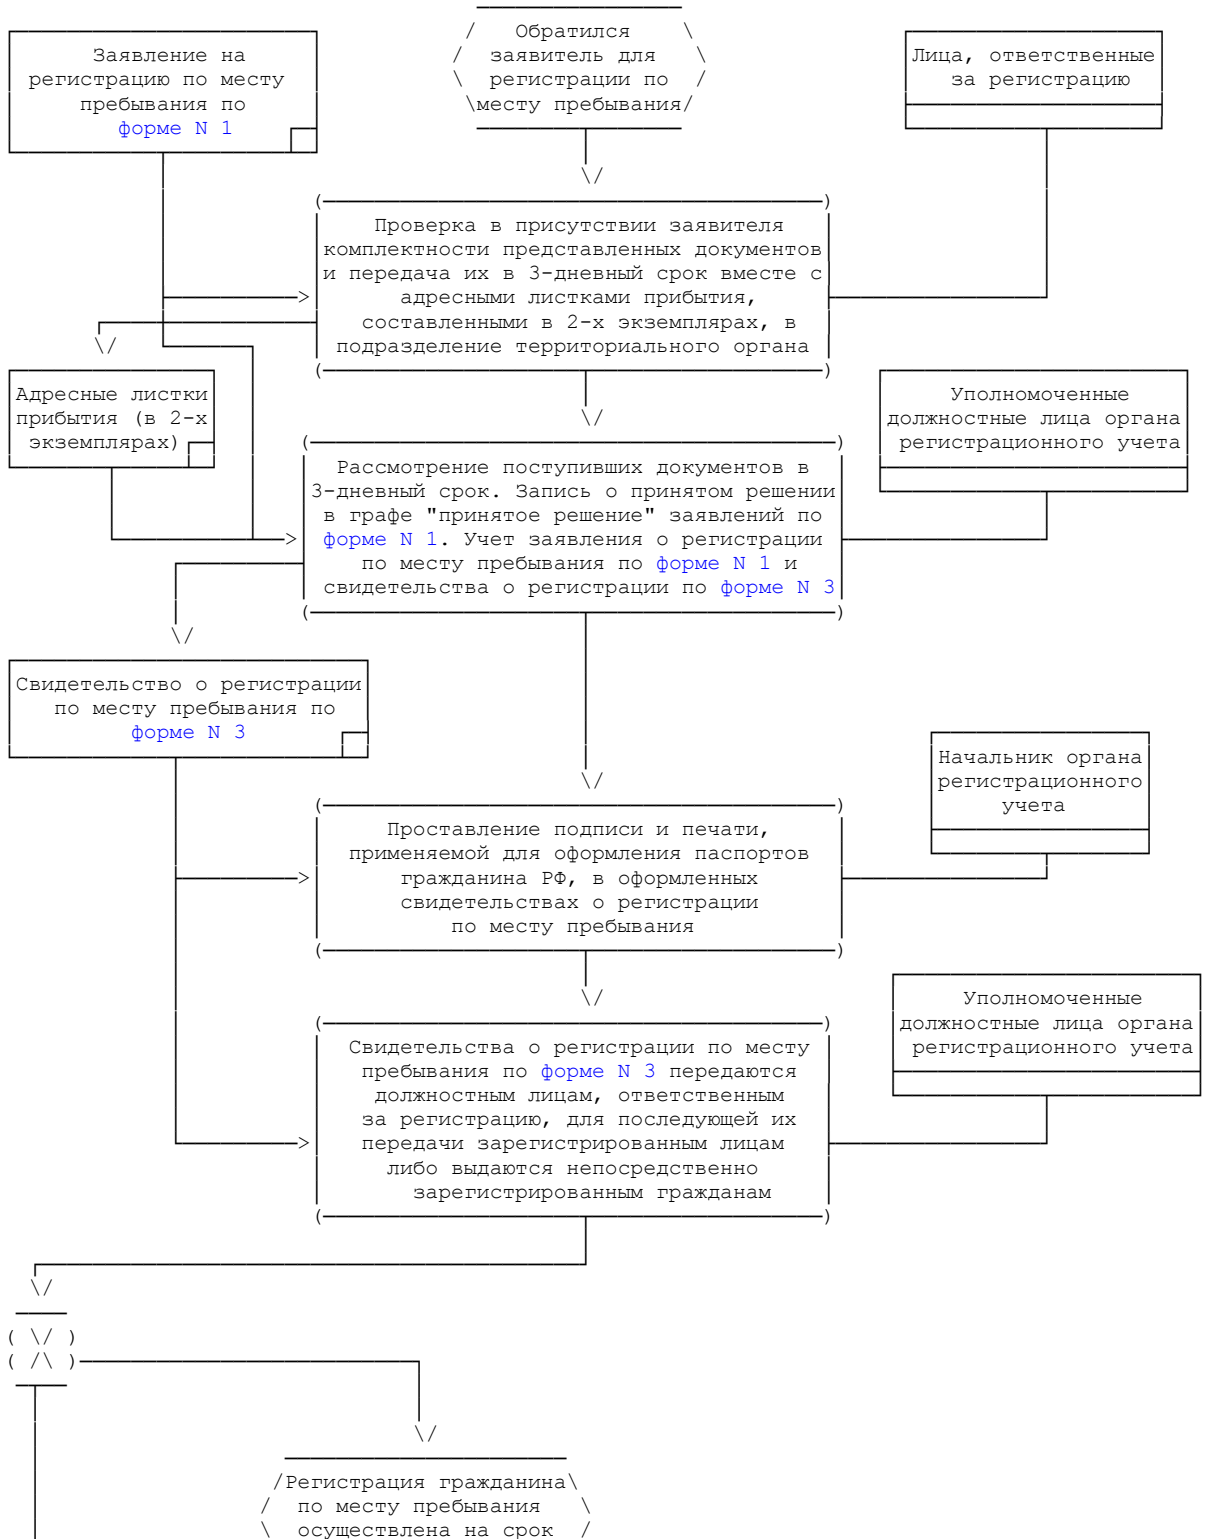 Обратился
заявитель для
регистрации по
месту пребывания
Заявление на
регистрацию по месту
пребывания по
форме N 1
Лица, ответственные
за регистрацию
Проверка в присутствии заявителя
комплектности представленных документов
и передача их в 3-дневный срок вместе с
адресными листками прибытия,
составленными в 2-х экземплярах, в
подразделение территориального органа
Адресные листки
прибытия (в 2-х
экземплярах)
Уполномоченные
должностные лица органа
регистрационного учета
Рассмотрение поступивших документов в
3-дневный срок. Запись о принятом решении
в графе "принятое решение" заявлений по
форме N 1. Учет заявления о регистрации
по месту пребывания по форме N 1 и
свидетельства о регистрации по форме N 3
Свидетельство о регистрации
по месту пребывания по
форме N 3
Начальник органа
регистрационного
учета
Проставление подписи и печати,
применяемой для оформления паспортов
гражданина РФ, в оформленных
свидетельствах о регистрации
по месту пребывания
Уполномоченные
должностные лица органа
регистрационного учета
Свидетельства о регистрации по месту
пребывания по форме N 3 передаются
должностным лицам, ответственным
за регистрацию, для последующей их
передачи зарегистрированным лицам
либо выдаются непосредственно
зарегистрированным гражданам
Регистрация гражданина
по месту пребывания
осуществлена на срок